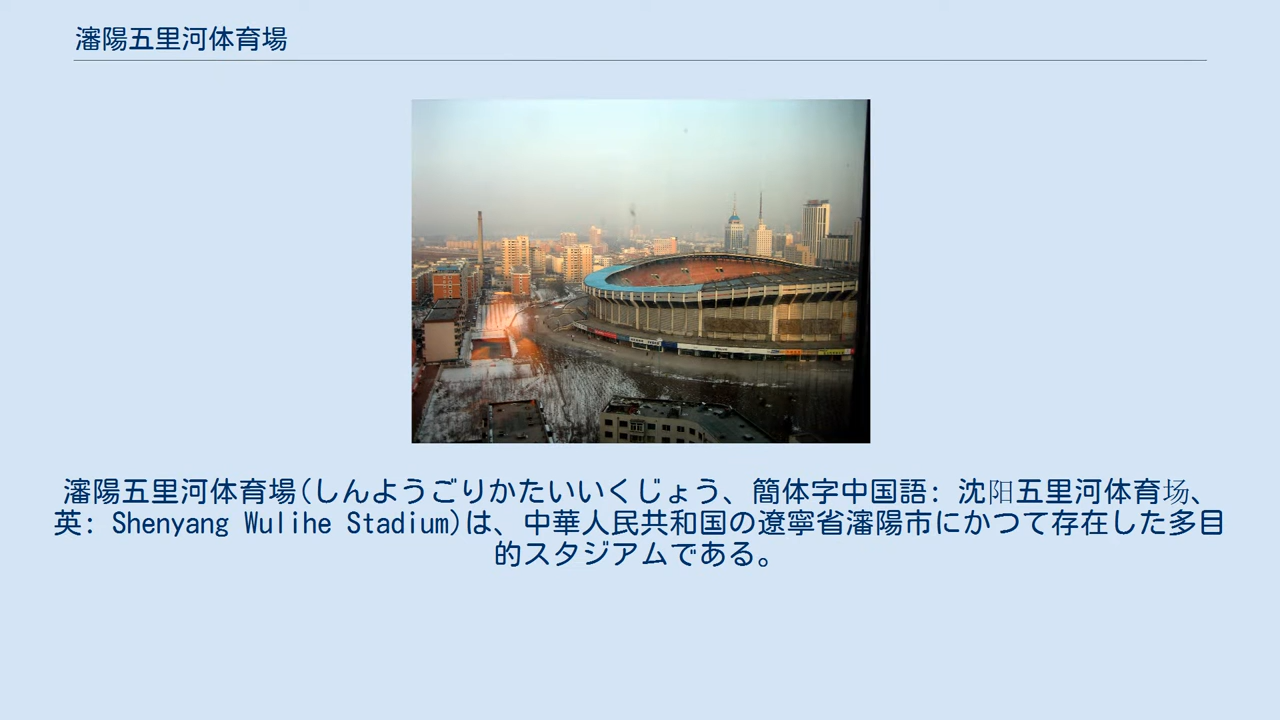 瀋陽五里河体育場
瀋陽五里河体育場(しんようごりかたいいくじょう、簡体字中国語: 沈阳五里河体育场、
英: Shenyang Wulihe Stadium)は、中華人民共和国の遼寧省瀋陽市にかつて存在した多目
的スタジアムである。